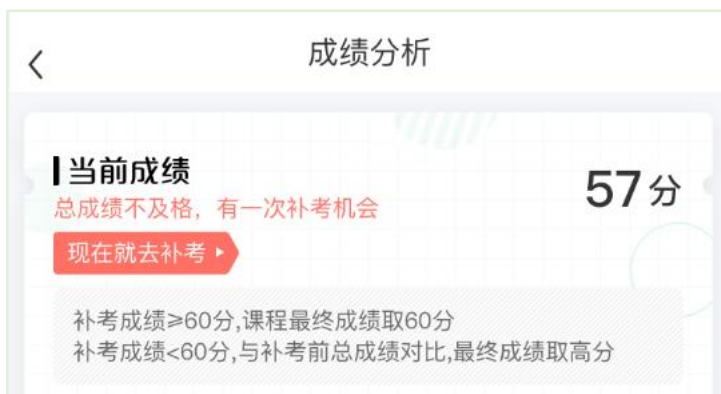 成绩分析
当前成绩
57分
总成绩不及格，有一次补考机会
现在就去补考
补考成绩≥60分,课程最终成绩取60分
补考成绩<60分,与补考前总成绩对比,最终成绩取高分